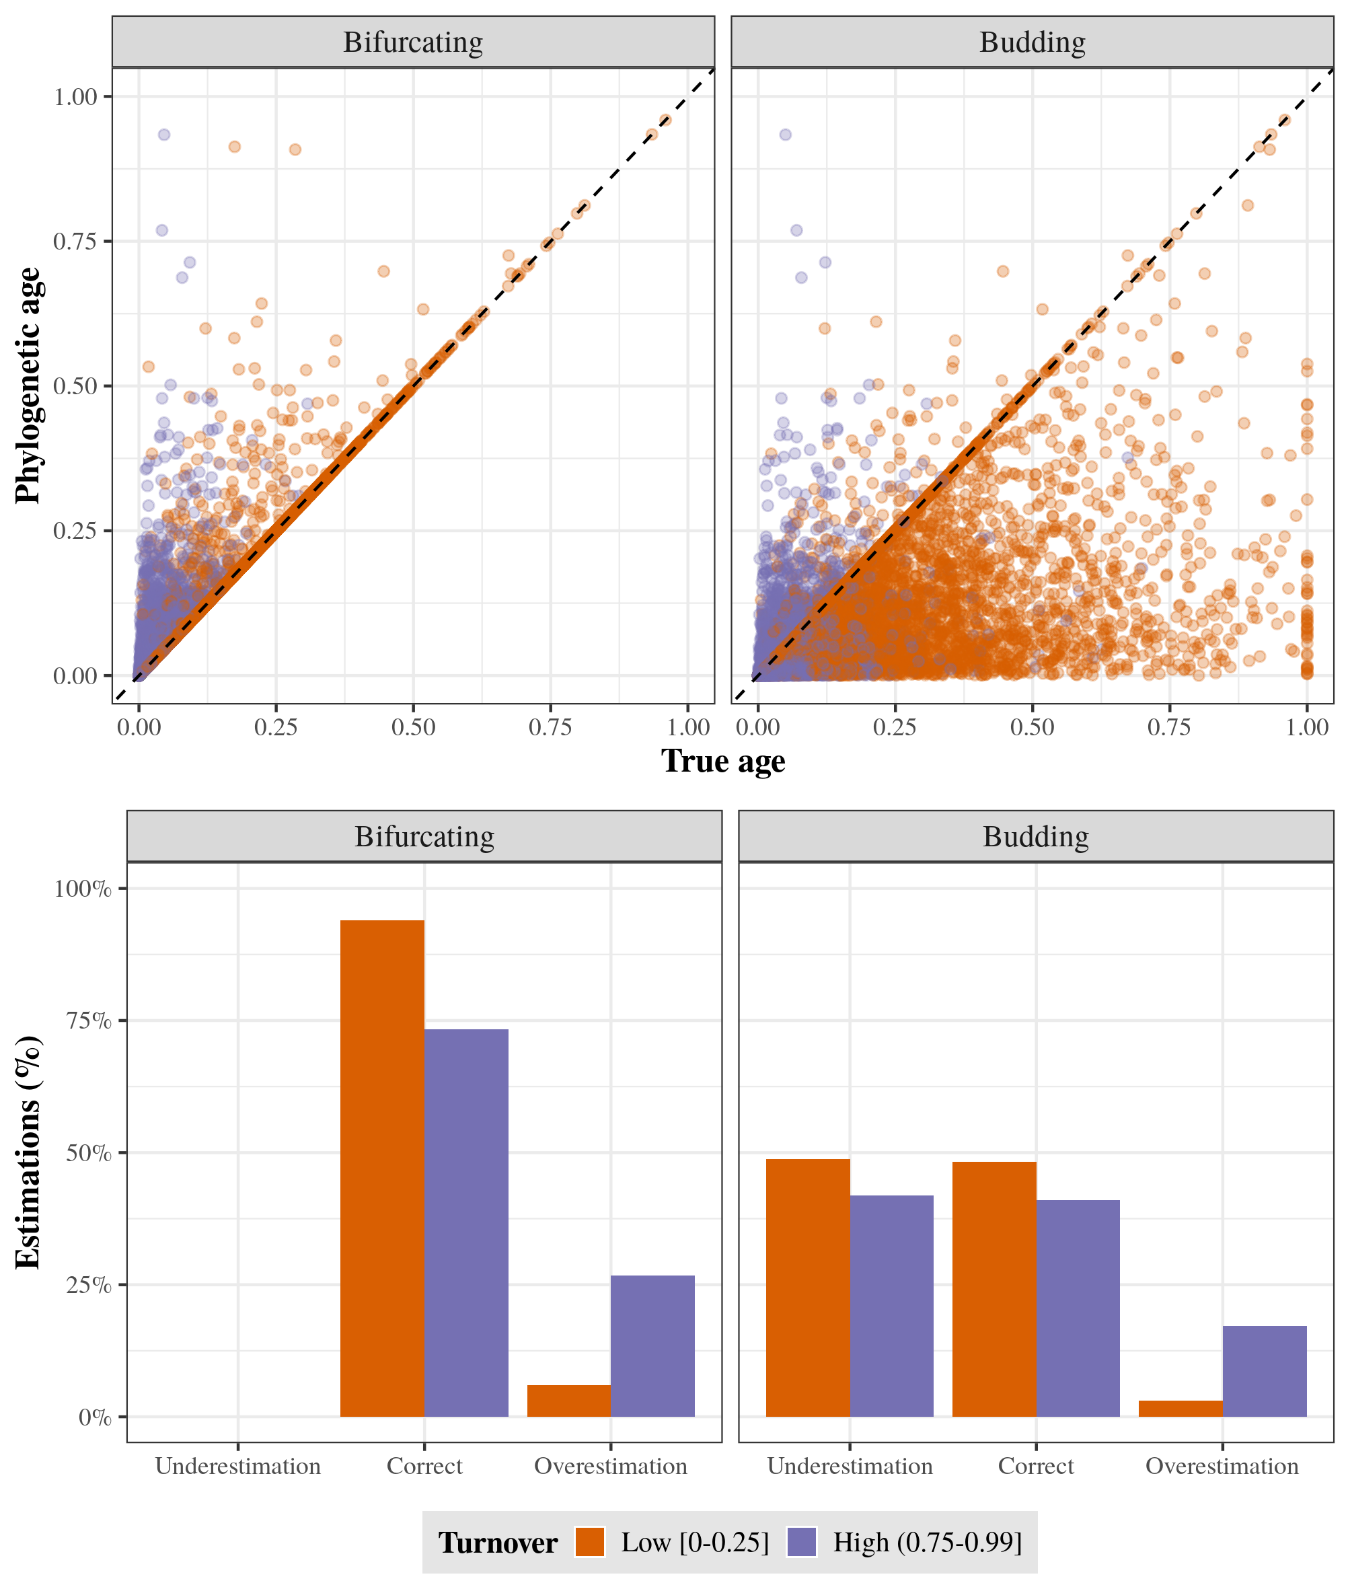 Bifurcating Budding
1.00
0.75
0.50
0.25
0.00
Phylogenetic age
0.00 0.25 0.50 0.75 1.00 0.00 0.25 0.50 0.75 1.00
True age
Bifurcating Budding
100%
75%
50%
25%
0%
Estimations (%)
Underestimation Correct Overestimation Underestimation Correct Overestimation
Turnover Low [0-0.25] High (0.75-0.99]